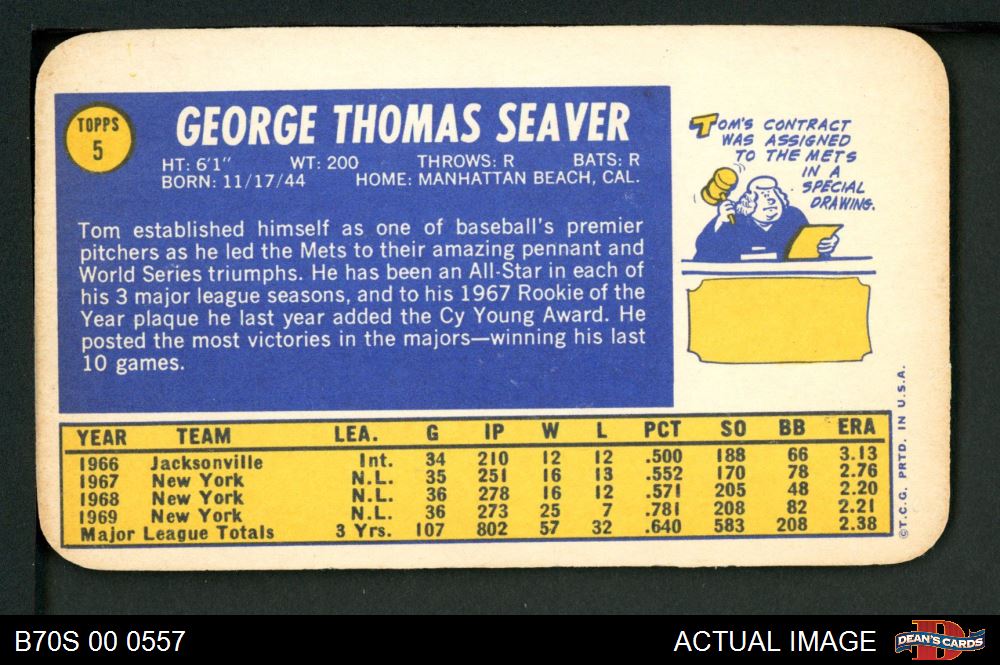 TOPPS
5
GEORGE THOMAS SEAVER
HT: 6'1" WT: 200 THROWS: R BATS: R
BORN: 11/17/44 HOME: MANHATTAN BEACH, CAL.
Tom established himself as one of baseball's premier
pitchers as he led the Mets to their amazing pennant and
World Series triumphs. He has been an All-Star in each of
his 3 major league seasons, and to his 1967 Rookie of the
Year plaque he last year added the Cy Young Award. He
posted the most victories in the majors—winning his last
10 games.
TOM'S CONTRACT
WAS ASSIGNED
TO THE METS
IN A
SPECIAL
DRAWING.
YEAR TEAM LEA. G IP W L PCT SO BB ERA
1966 Jacksonville Int. 34 210 12 12 .500 188 66 3.13
1967 New York N.L. 35 251 16 13 .552 170 78 2.76
1968 New York N.L. 36 278 16 12 .571 205 48 2.20
1969 New York N.L. 36 273 25 7 .781 208 82 2.21
Major League Totals 3 Yrs. 107 802 57 32 .640 583 208 2.38
©T.C.G. PRTD. IN U.S.A.
B70S 00 0557
ACTUAL IMAGE
DEAN'S CARDS